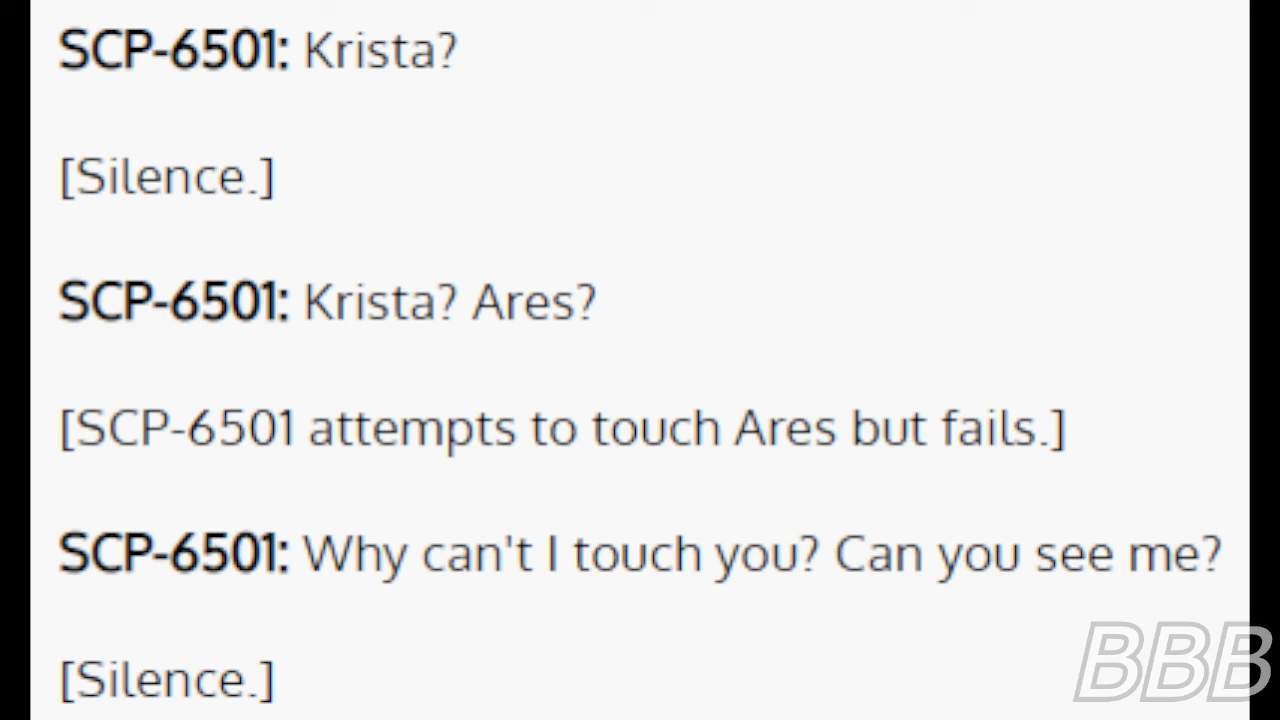 SCP-6501: Krista?
[Silence.]
SCP-6501: Krista? Ares?
[SCP-6501 attempts to touch Ares but fails.]
SCP-6501: Why can't I touch you? Can you see me?
[Silence.]
BBB